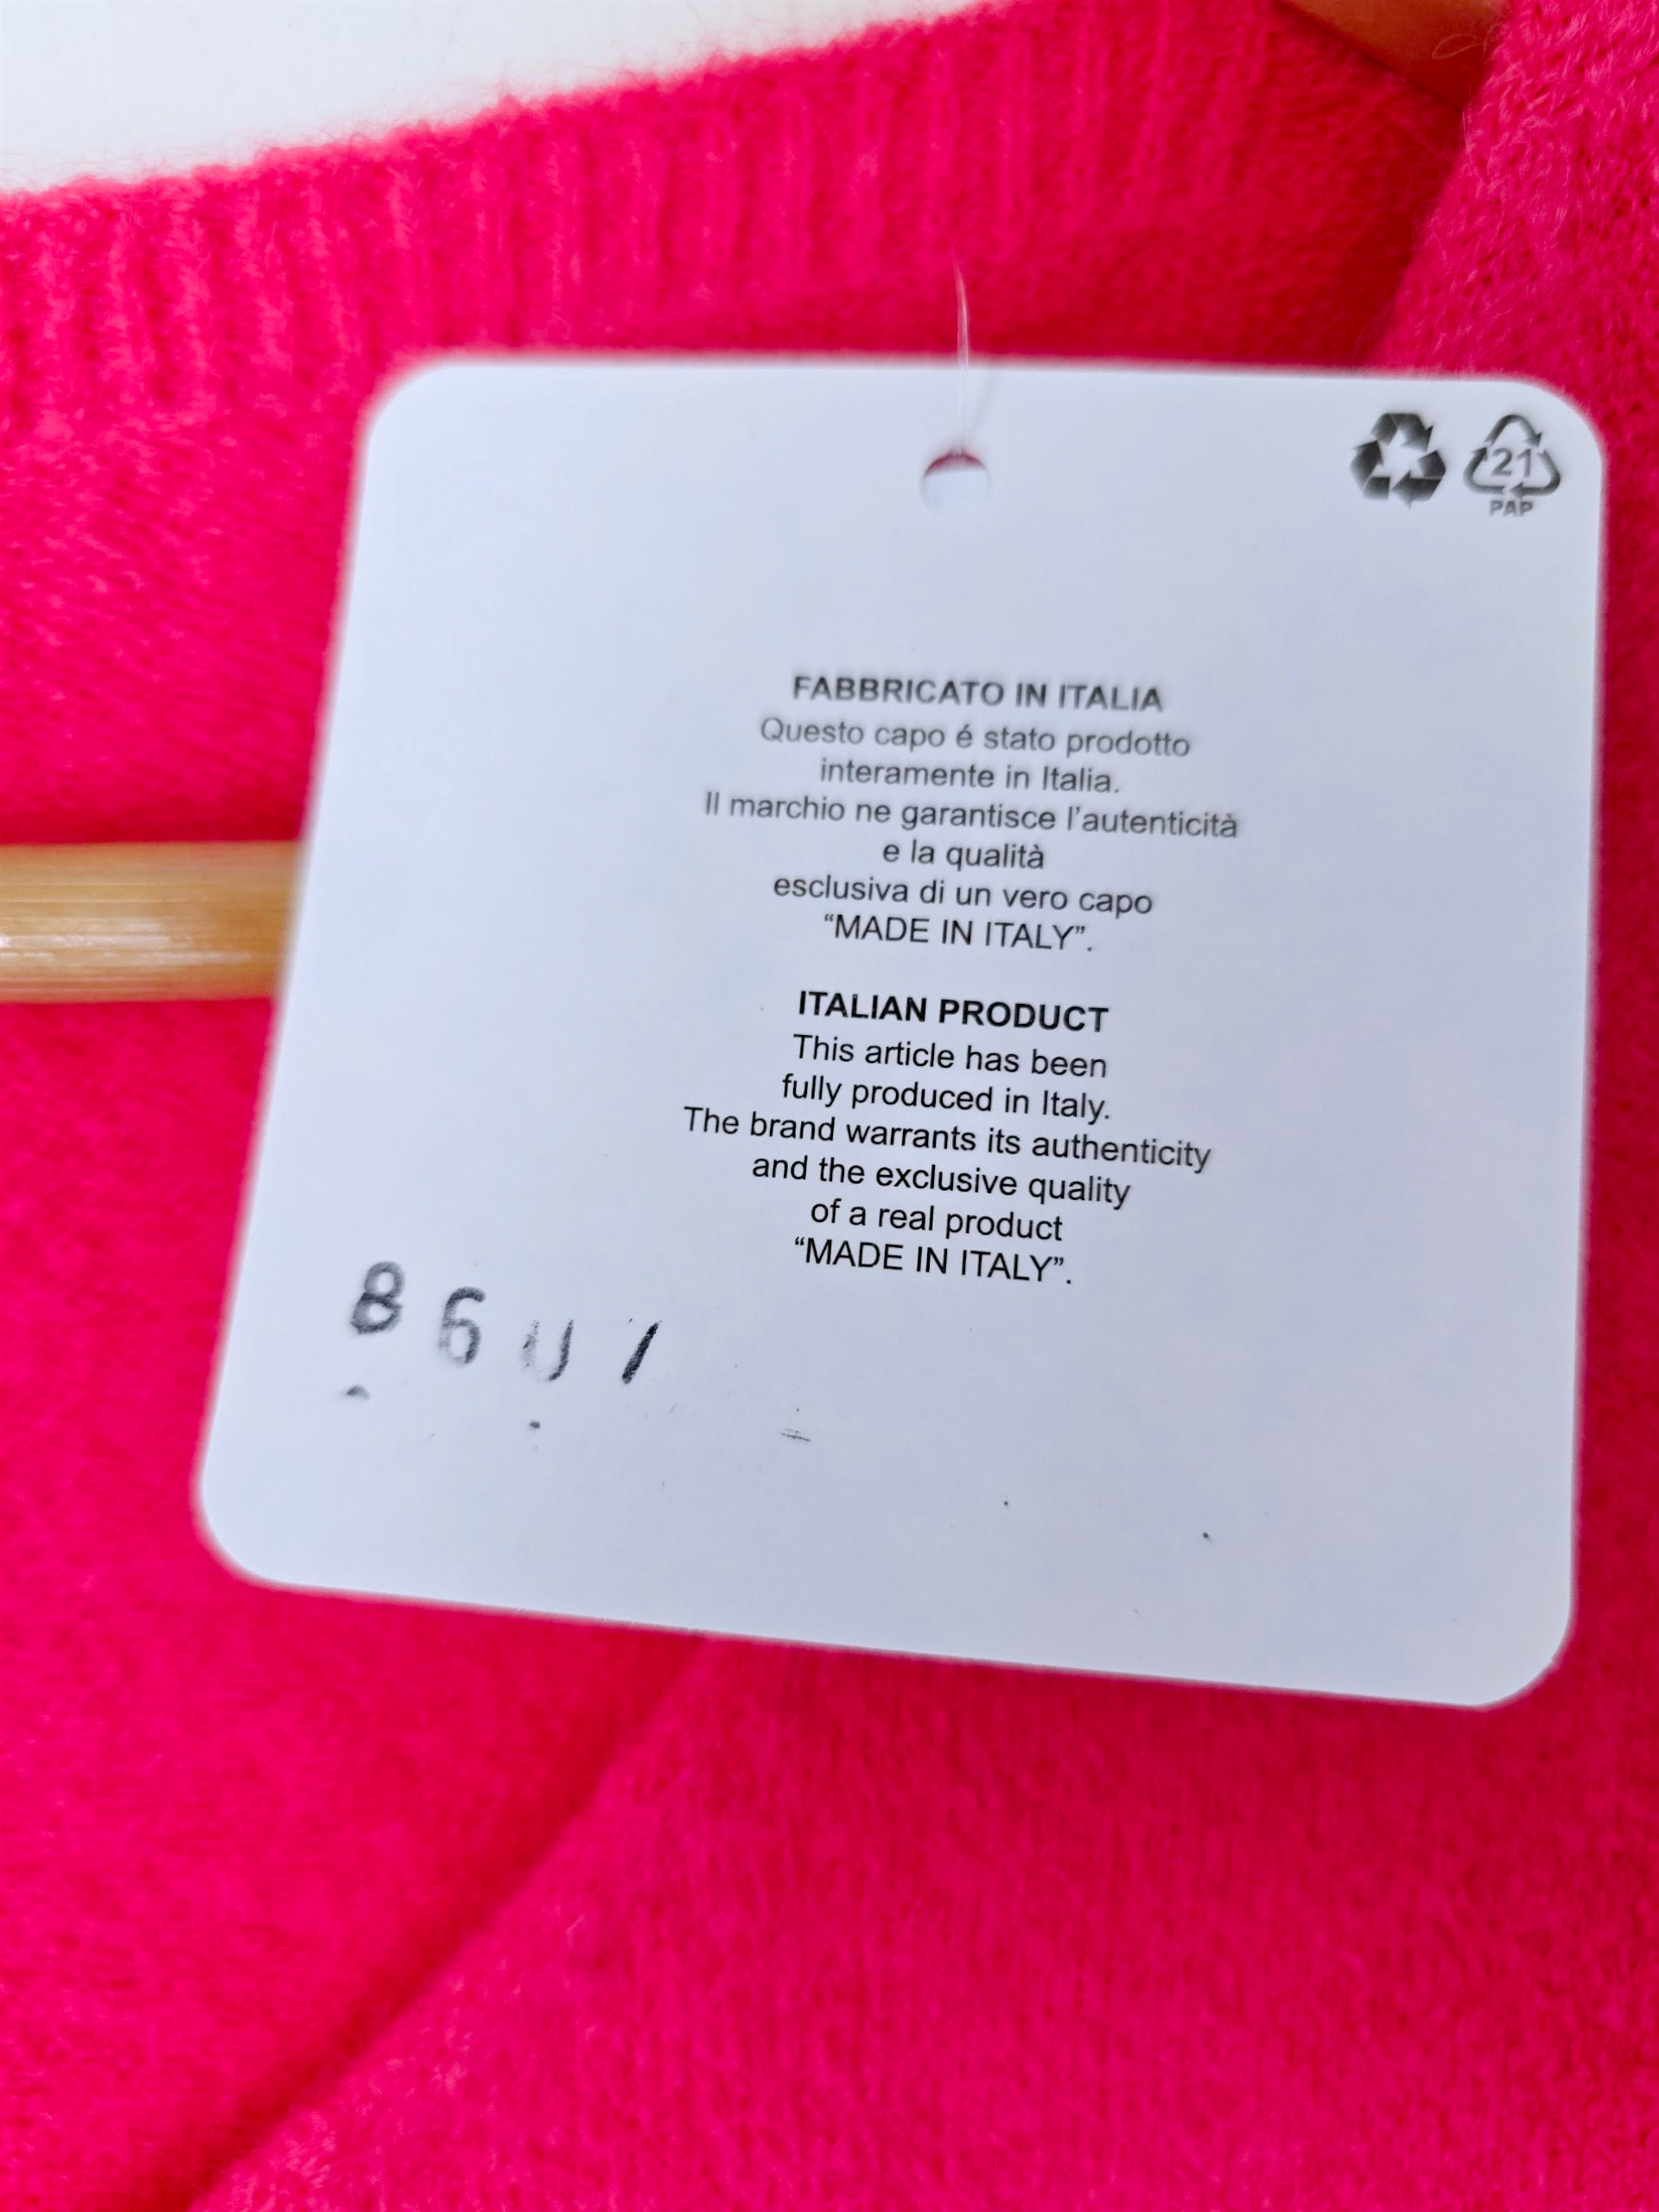 21
PAP
FABBRICATO IN ITALIA
Questo capo é stato prodotto
interamente in Italia.
Il marchio ne garantisce l'autenticità
e la qualità
esclusiva di un vero capo
“MADE IN ITALY”.
ITALIAN PRODUCT
This article has been
fully produced in Italy.
The brand warrants its authenticity
and the exclusive quality
of a real product
“MADE IN ITALY”.